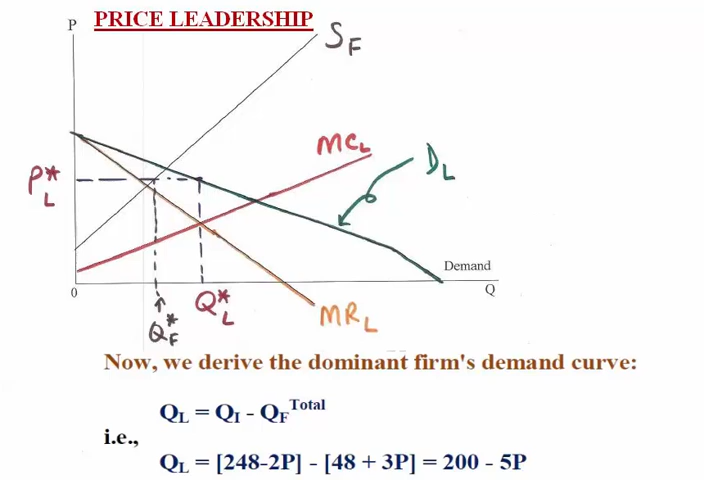 PRICE LEADERSHIP
P
S_F
MC_L
P*_L
D_L
Demand
0
Q
Q*_L
Q*_F
MR_L
Now, we derive the dominant firm's demand curve:
Q_L = Q_I - Q_F^Total
i.e.,
Q_L = [248-2P] - [48 + 3P] = 200 - 5P